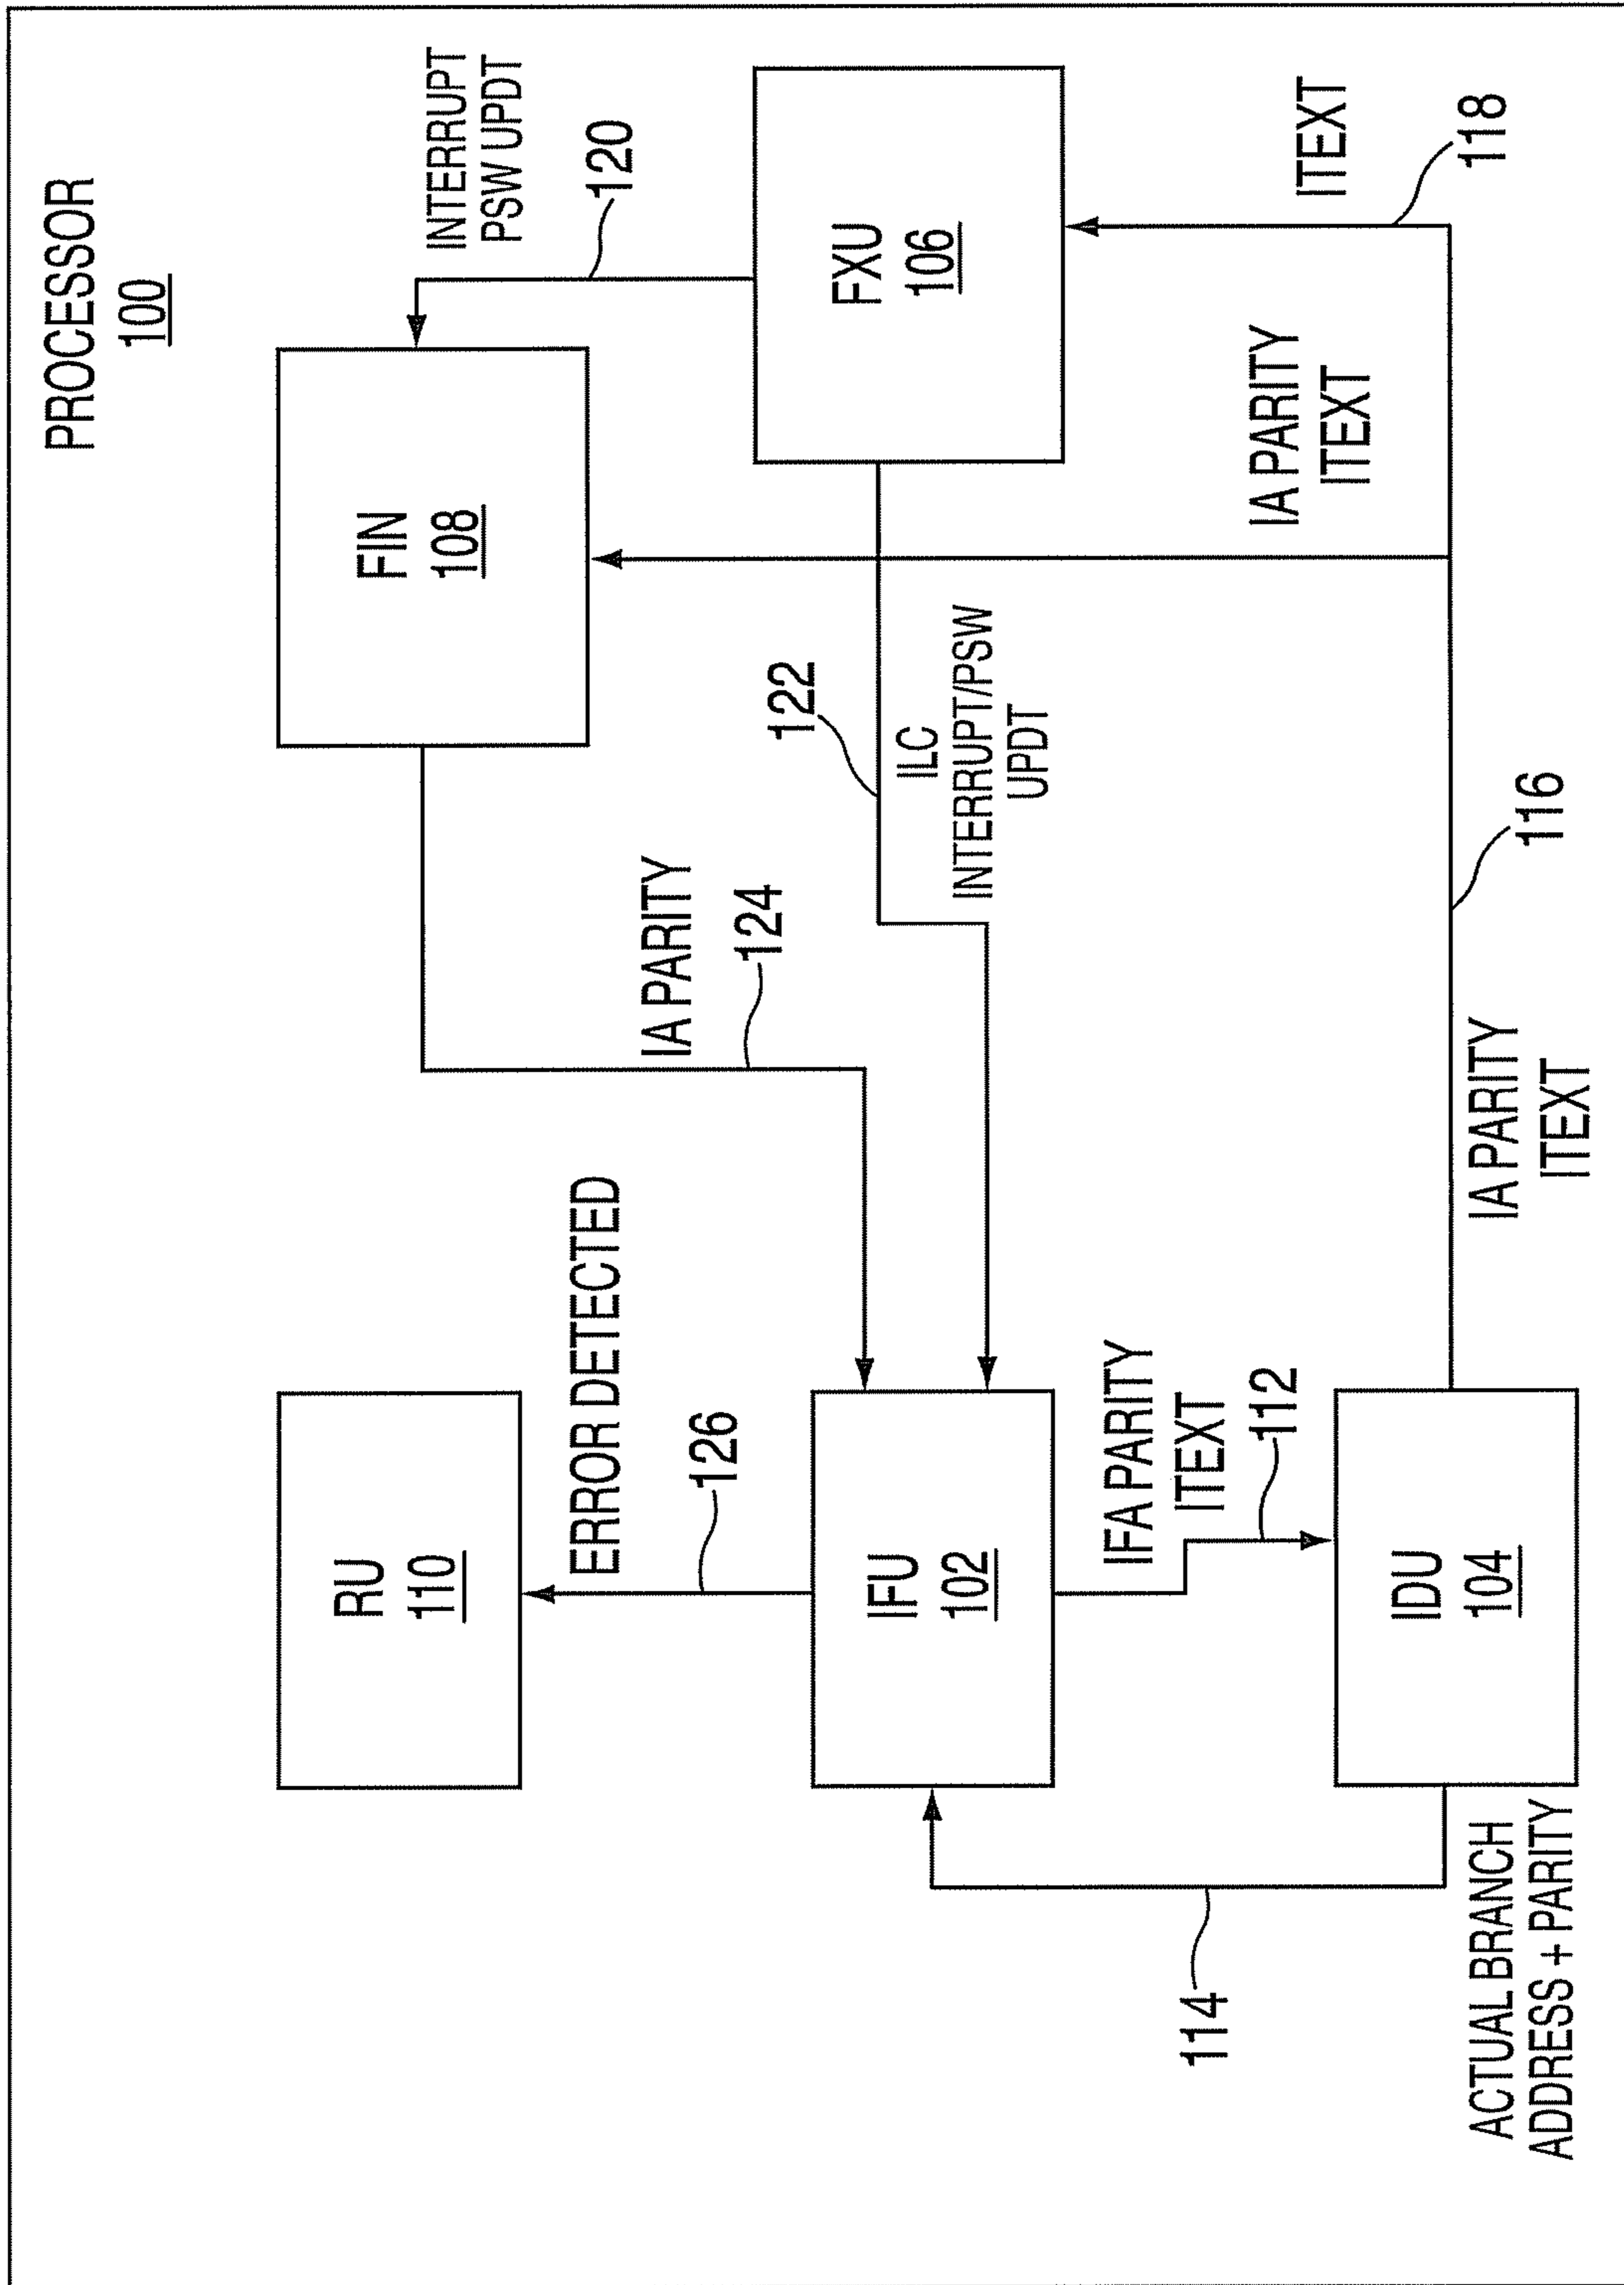 PROCESSOR
100
INTERRUPT
PSW UPDT
120
FIN
108
FXU
106
ITEXT
118
IA PARITY
ITEXT
122
ILC
INTERRUPT/PSW
UPDT
IA PARITY
124
116
IA PARITY
ITEXT
ERROR DETECTED
126
RU
110
IFU
102
IFA PARITY
ITEXT
112
IDU
104
114
ACTUAL BRANCH
ADDRESS + PARITY